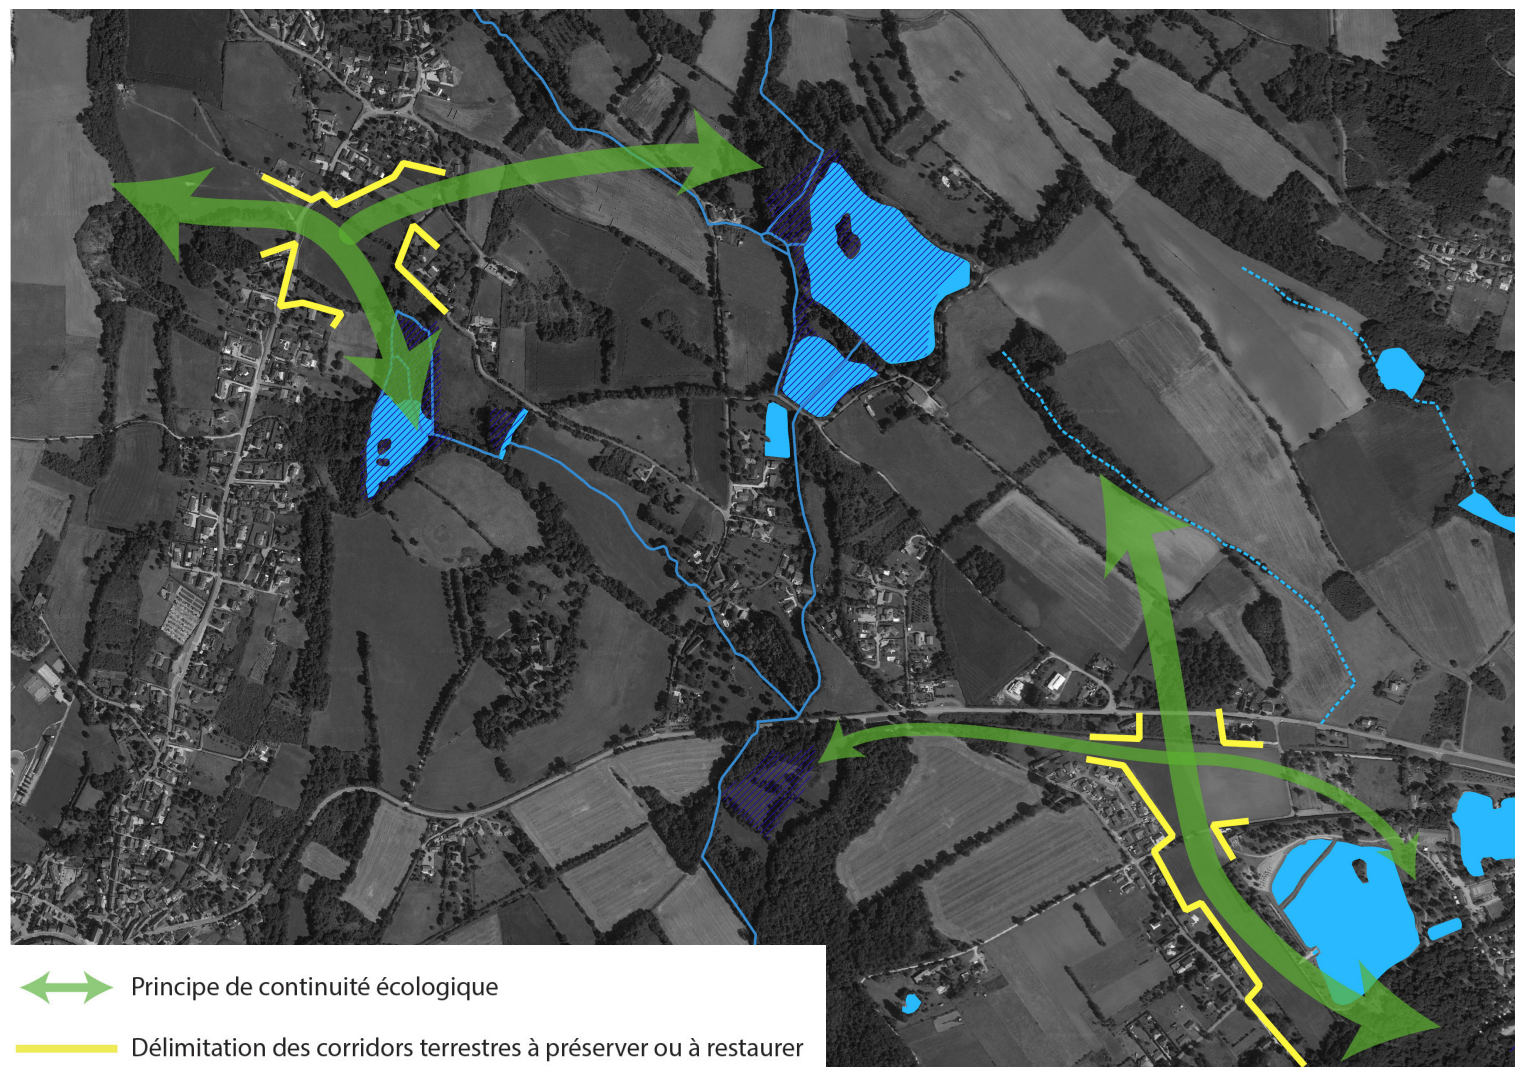 Principe de continuité écologique
Délimitation des corridors terrestres à préserver ou à restaurer